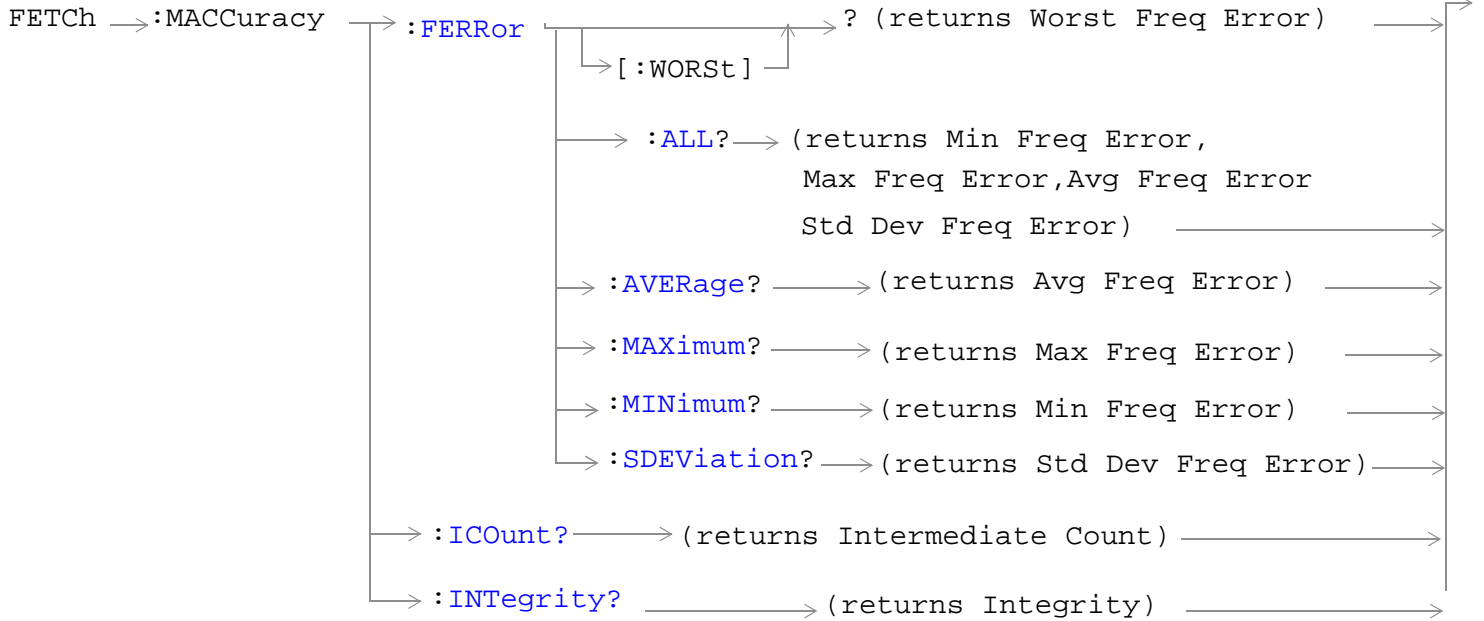 FETCh :MACCuracy :FERRor ? (returns Worst Freq Error)
[:WORSt]
:ALL? (returns Min Freq Error,
Max Freq Error,Avg Freq Error
Std Dev Freq Error)
:AVERage? (returns Avg Freq Error)
:MAXimum? (returns Max Freq Error)
:MINimum? (returns Min Freq Error)
:SDEViation? (returns Std Dev Freq Error)
:ICOunt? (returns Intermediate Count)
:INTegrity? (returns Integrity)